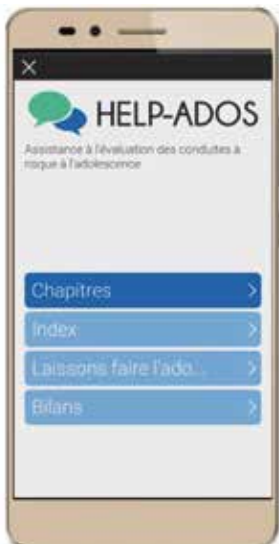 HELP-ADOS
Assistance à l'évaluation des conduites à
risque à l'adolescence
Chapitres
Index
Laissons faire l'ado...
Bilans